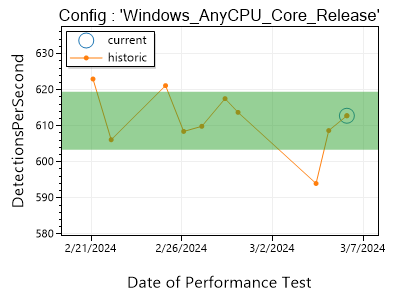 Config : 'Windows_AnyCPU_Core_Release'
current
historic
DetectionsPerSecond
630
620
610
600
590
580
2/21/2024 2/26/2024 3/2/2024 3/7/2024
Date of Performance Test